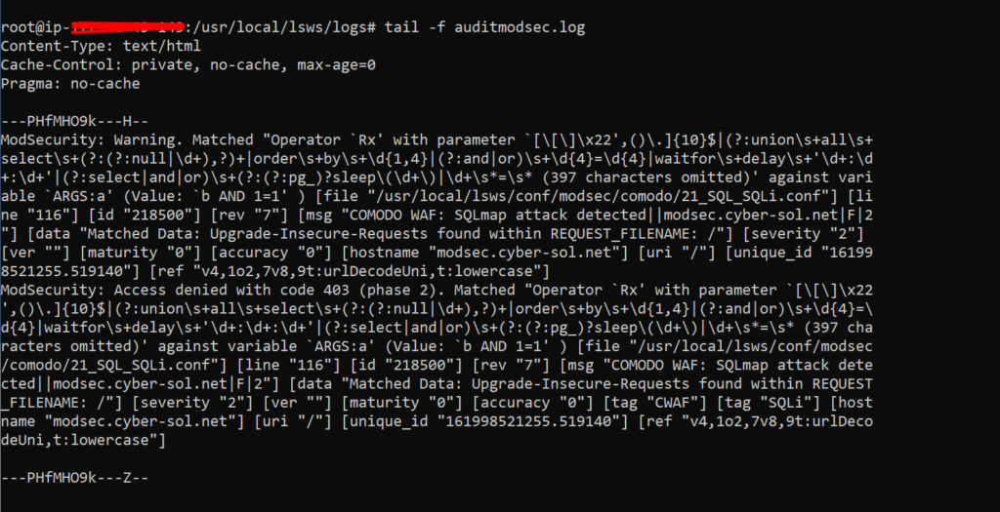 root@ip- :/usr/local/lsws/logs# tail -f auditmodsec.log
Content-Type: text/html
Cache-Control: private, no-cache, max-age=0
Pragma: no-cache
---PHfMHO9k---H--
ModSecurity: Warning. Matched "Operator `Rx' with parameter `[\[\]\x22',()\.]{10}$|(?:union\s+all\s+
select\s+(?:(?:null|\d+),?)+|order\s+by\s+\d{1,4}|(?:and|or)\s+\d{4}=\d{4}|waitfor\s+delay\s+'\d+:\d
+:\d+'|(?:select|and|or)\s+(?:(?:pg_)?sleep\(\d+\)|\d+\s*=\s* (397 characters omitted)' against vari
able `ARGS:a' (Value: `b AND 1=1' ) [file "/usr/local/lsws/conf/modsec/comodo/21_SQL_SQLi.conf"] [li
ne "116"] [id "218500"] [rev "7"] [msg "COMODO WAF: SQLmap attack detected||modsec.cyber-sol.net|F|2
"] [data "Matched Data: Upgrade-Insecure-Requests found within REQUEST_FILENAME: /"] [severity "2"]
[ver ""] [maturity "0"] [accuracy "0"] [hostname "modsec.cyber-sol.net"] [uri "/"] [unique_id "16199
8521255.519140"] [ref "v4,1o2,7v8,9t:urlDecodeUni,t:lowercase"]
ModSecurity: Access denied with code 403 (phase 2). Matched "Operator `Rx' with parameter `[\[\]\x22
',()\.]{10}$|(?:union\s+all\s+select\s+(?:(?:null|\d+),?)+|order\s+by\s+\d{1,4}|(?:and|or)\s+\d{4}=\
d{4}|waitfor\s+delay\s+'\d+:\d+:\d+'|(?:select|and|or)\s+(?:(?:pg_)?sleep\(\d+\)|\d+\s*=\s* (397 cha
racters omitted)' against variable `ARGS:a' (Value: `b AND 1=1' ) [file "/usr/local/lsws/conf/modsec
/comodo/21_SQL_SQLi.conf"] [line "116"] [id "218500"] [rev "7"] [msg "COMODO WAF: SQLmap attack dete
cted||modsec.cyber-sol.net|F|2"] [data "Matched Data: Upgrade-Insecure-Requests found within REQUEST
_FILENAME: /"] [severity "2"] [ver ""] [maturity "0"] [accuracy "0"] [tag "CWAF"] [tag "SQLi"] [host
name "modsec.cyber-sol.net"] [uri "/"] [unique_id "161998521255.519140"] [ref "v4,1o2,7v8,9t:urlDeco
deUni,t:lowercase"]
---PHfMHO9k---Z--